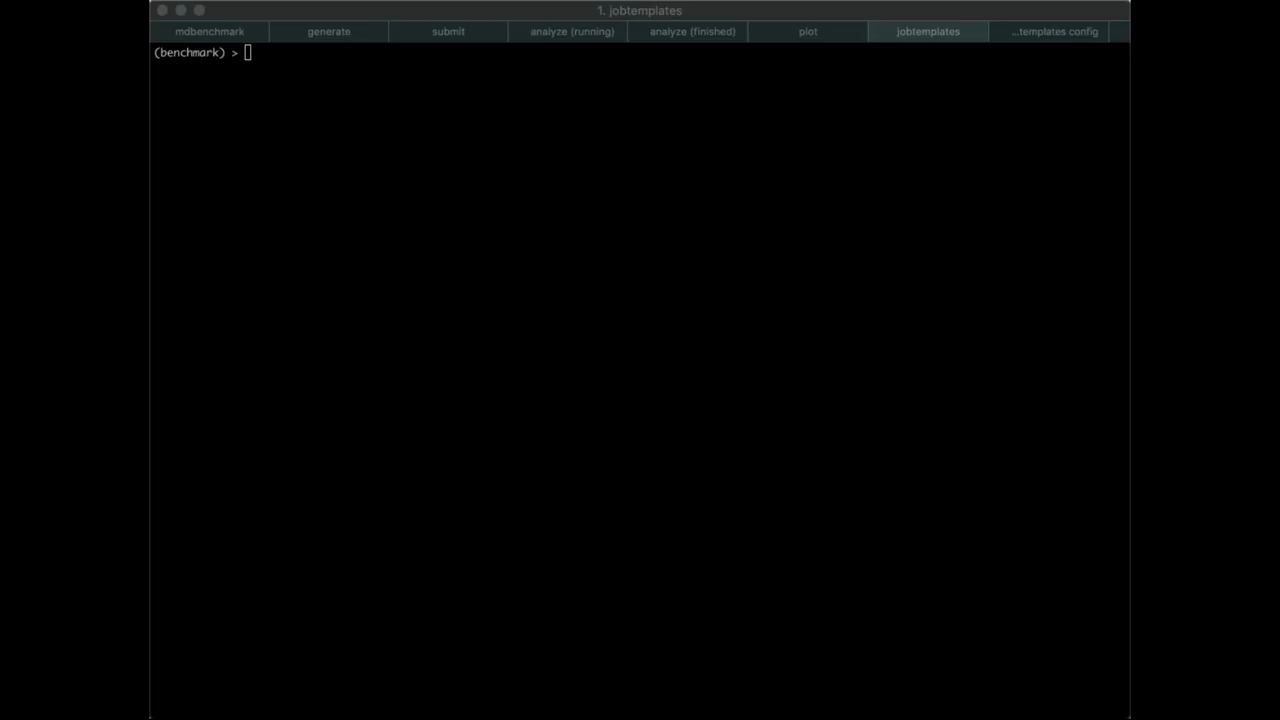 1. jobtemplates
mdbenchmark generate submit analyze (running) analyze (finished) plot jobtemplates ...templates config
(benchmark) >